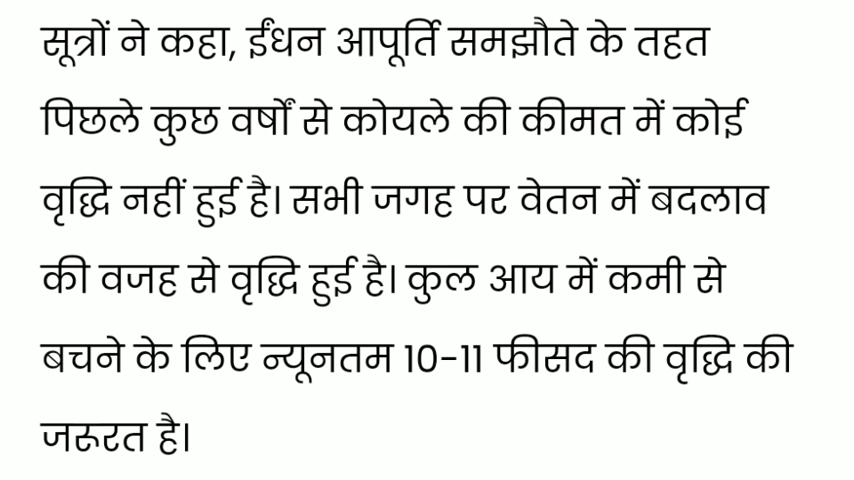 सूत्रों ने कहा, ईंधन आपूर्ति समझौते के तहत
पिछले कुछ वर्षों से कोयले की कीमत में कोई
वृद्धि नहीं हुई है। सभी जगह पर वेतन में बदलाव
की वजह से वृद्धि हुई है। कुल आय में कमी से
बचने के लिए न्यूनतम 10-11 फीसद की वृद्धि की
जरूरत है।